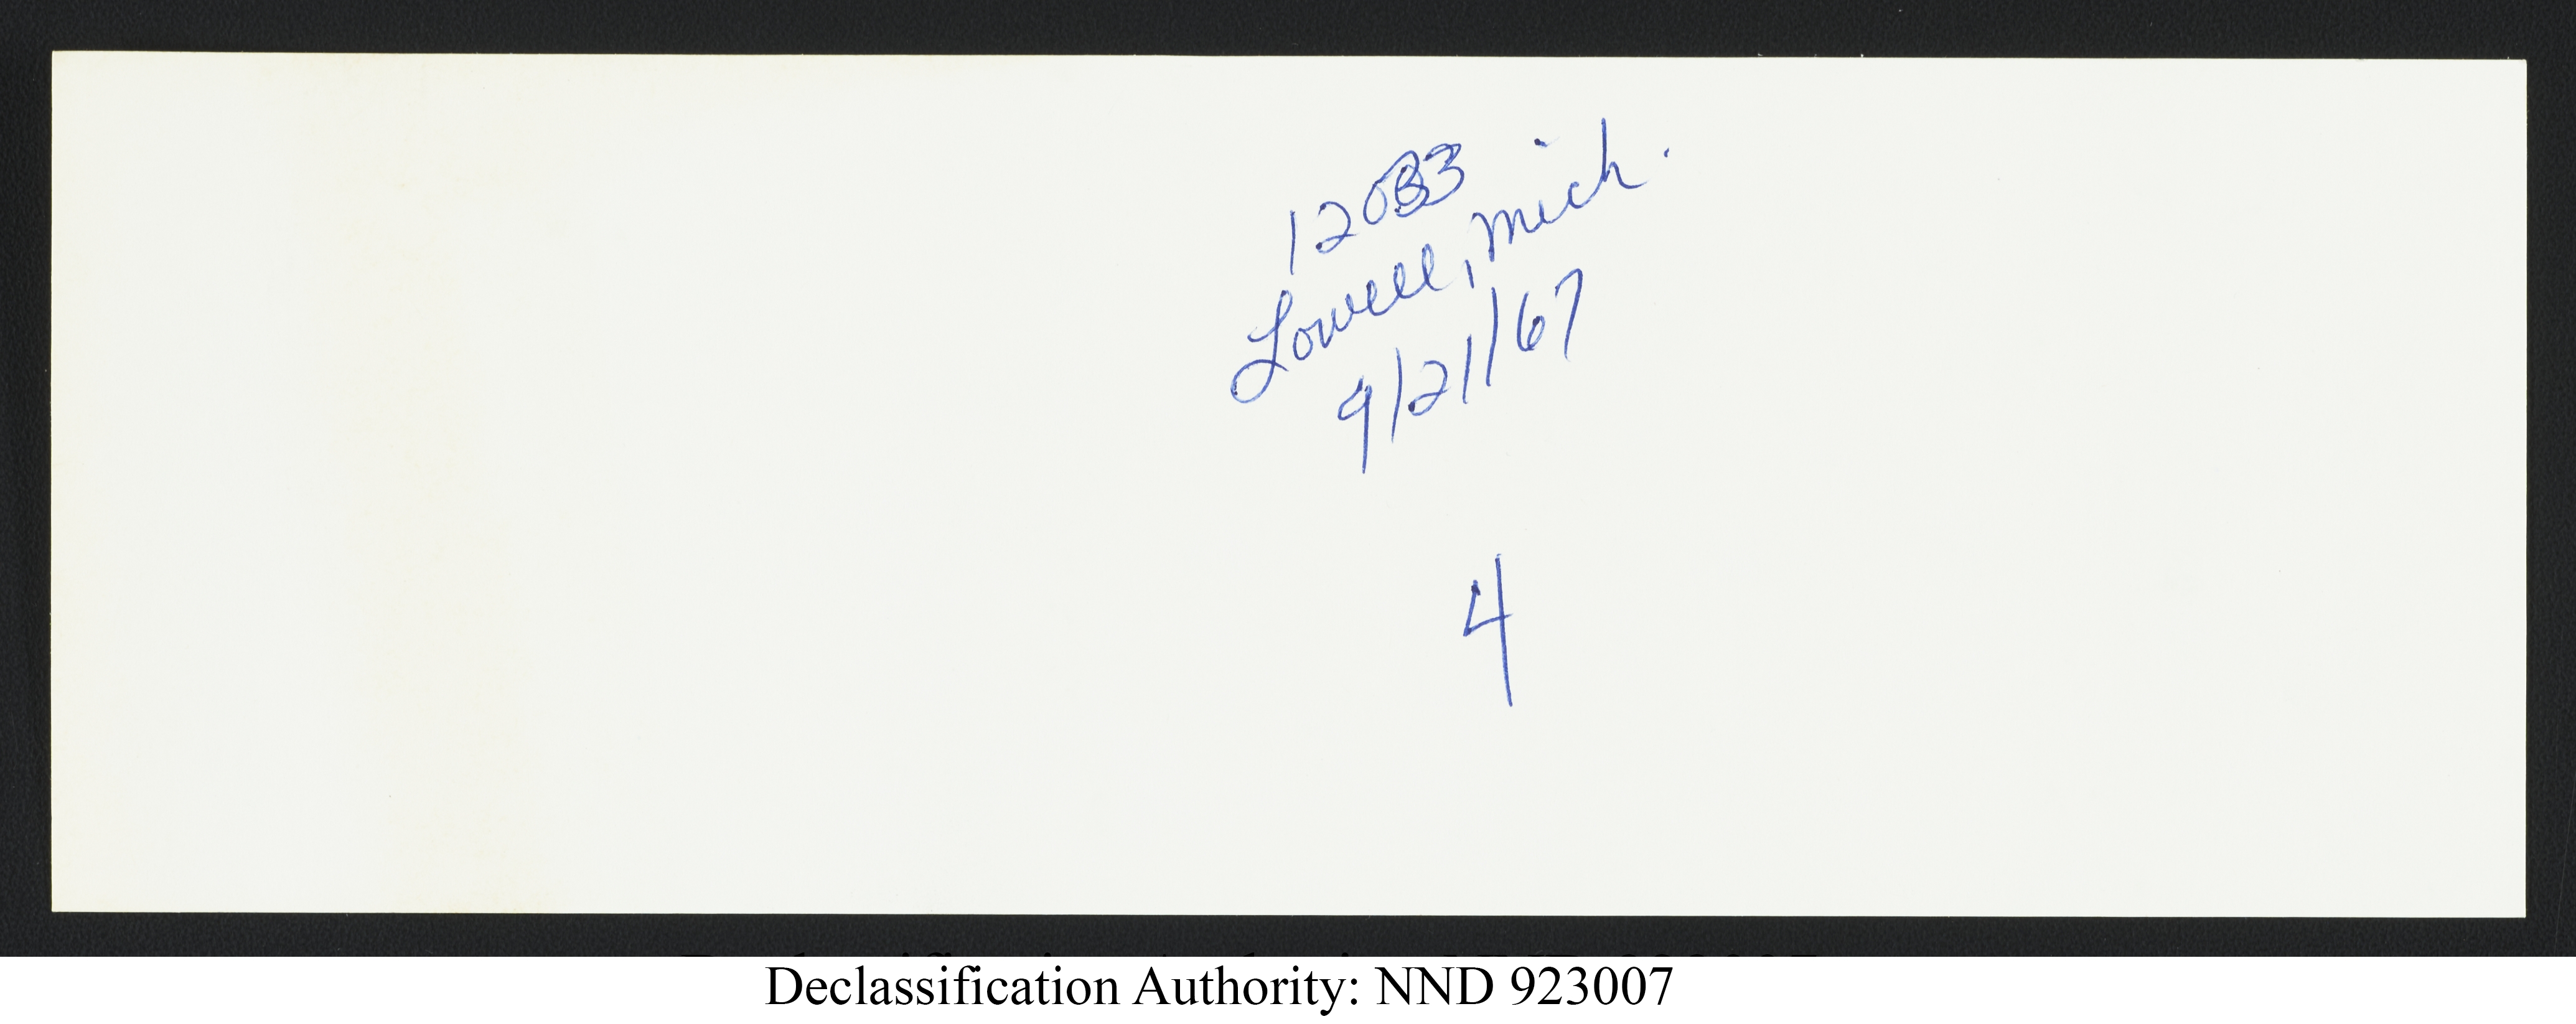 12033
Lowell, Mich.
9/21/67
4
Declassification Authority: NND 923007